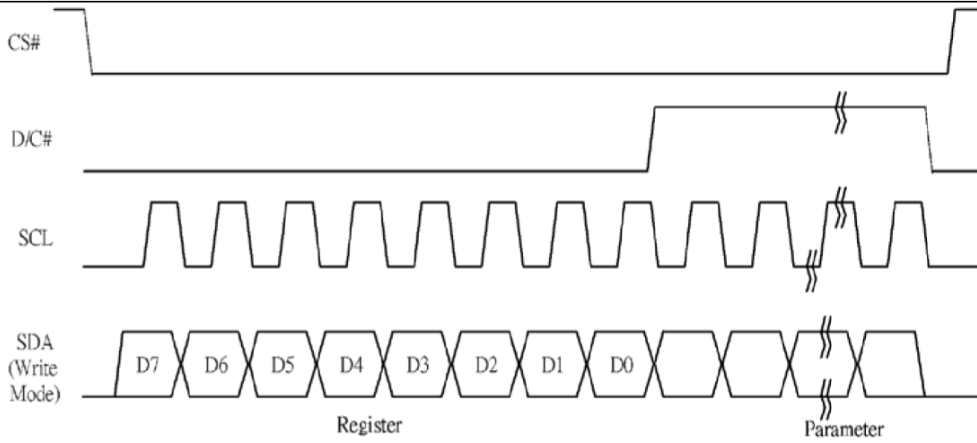 CS#
D/C#
SCL
SDA
(Write
Mode)
D7 D6 D5 D4 D3 D2 D1 D0
Register
Parameter